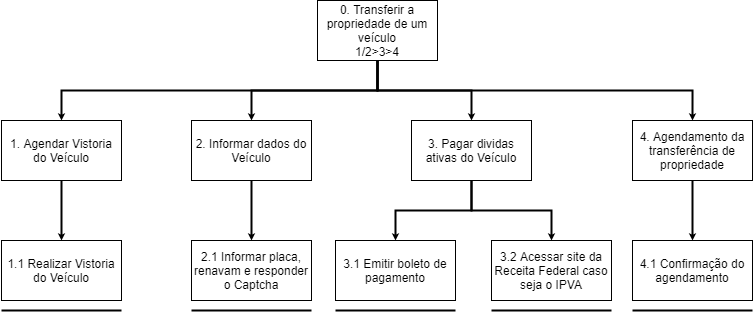 0. Transferir a
propriedade de um
veículo
1/2>3>4
1. Agendar Vistoria
do Veículo
2. Informar dados do
Veículo
3. Pagar dividas
ativas do Veículo
4. Agendamento da
transferência de
propriedade
1.1 Realizar Vistoria
do Veículo
2.1 Informar placa,
renavam e responder
o Captcha
3.1 Emitir boleto de
pagamento
3.2 Acessar site da
Receita Federal caso
seja o IPVA
4.1 Confirmação do
agendamento